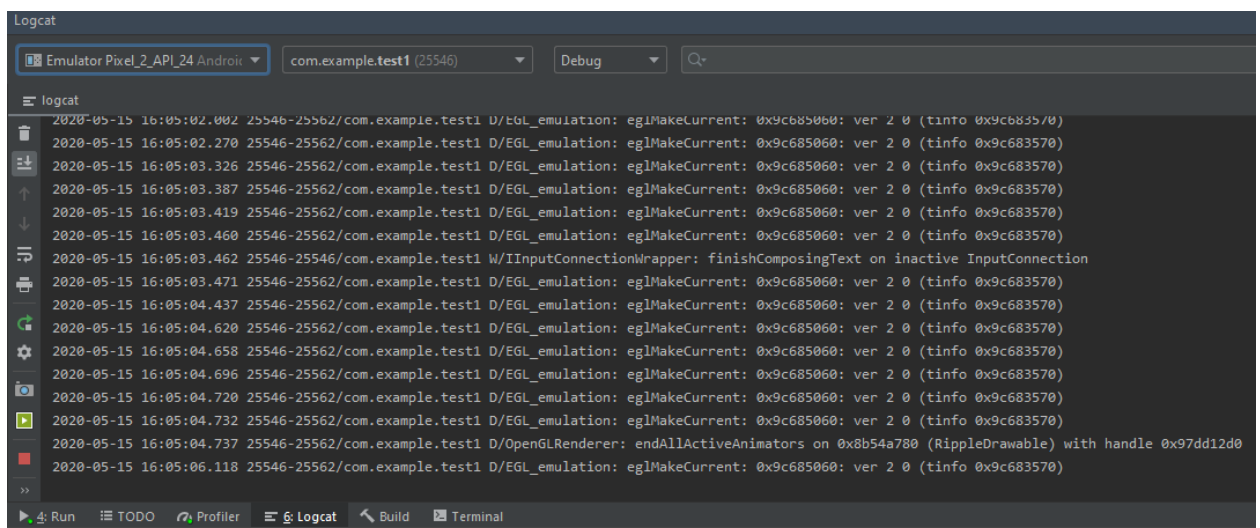 Logcat
Emulator Pixel_2_API_24 Androic com.example.test1 (25546) Debug
logcat
2020-05-15 16:05:02.002 25546-25562/com.example.test1 D/EGL_emulation: eglMakeCurrent: 0x9c685060: ver 2 0 (tinfo 0x9c683570)
2020-05-15 16:05:02.270 25546-25562/com.example.test1 D/EGL_emulation: eglMakeCurrent: 0x9c685060: ver 2 0 (tinfo 0x9c683570)
2020-05-15 16:05:03.326 25546-25562/com.example.test1 D/EGL_emulation: eglMakeCurrent: 0x9c685060: ver 2 0 (tinfo 0x9c683570)
2020-05-15 16:05:03.387 25546-25562/com.example.test1 D/EGL_emulation: eglMakeCurrent: 0x9c685060: ver 2 0 (tinfo 0x9c683570)
2020-05-15 16:05:03.419 25546-25562/com.example.test1 D/EGL_emulation: eglMakeCurrent: 0x9c685060: ver 2 0 (tinfo 0x9c683570)
2020-05-15 16:05:03.460 25546-25562/com.example.test1 D/EGL_emulation: eglMakeCurrent: 0x9c685060: ver 2 0 (tinfo 0x9c683570)
2020-05-15 16:05:03.462 25546-25546/com.example.test1 W/IInputConnectionWrapper: finishComposingText on inactive InputConnection
2020-05-15 16:05:03.471 25546-25562/com.example.test1 D/EGL_emulation: eglMakeCurrent: 0x9c685060: ver 2 0 (tinfo 0x9c683570)
2020-05-15 16:05:04.437 25546-25562/com.example.test1 D/EGL_emulation: eglMakeCurrent: 0x9c685060: ver 2 0 (tinfo 0x9c683570)
2020-05-15 16:05:04.620 25546-25562/com.example.test1 D/EGL_emulation: eglMakeCurrent: 0x9c685060: ver 2 0 (tinfo 0x9c683570)
2020-05-15 16:05:04.658 25546-25562/com.example.test1 D/EGL_emulation: eglMakeCurrent: 0x9c685060: ver 2 0 (tinfo 0x9c683570)
2020-05-15 16:05:04.696 25546-25562/com.example.test1 D/EGL_emulation: eglMakeCurrent: 0x9c685060: ver 2 0 (tinfo 0x9c683570)
2020-05-15 16:05:04.720 25546-25562/com.example.test1 D/EGL_emulation: eglMakeCurrent: 0x9c685060: ver 2 0 (tinfo 0x9c683570)
2020-05-15 16:05:04.732 25546-25562/com.example.test1 D/EGL_emulation: eglMakeCurrent: 0x9c685060: ver 2 0 (tinfo 0x9c683570)
2020-05-15 16:05:04.737 25546-25562/com.example.test1 D/OpenGLRenderer: endAllActiveAnimators on 0x8b54a780 (RippleDrawable) with handle 0x97dd12d0
2020-05-15 16:05:06.118 25546-25562/com.example.test1 D/EGL_emulation: eglMakeCurrent: 0x9c685060: ver 2 0 (tinfo 0x9c683570)
4: Run TODO Profiler 6: Logcat Build Terminal